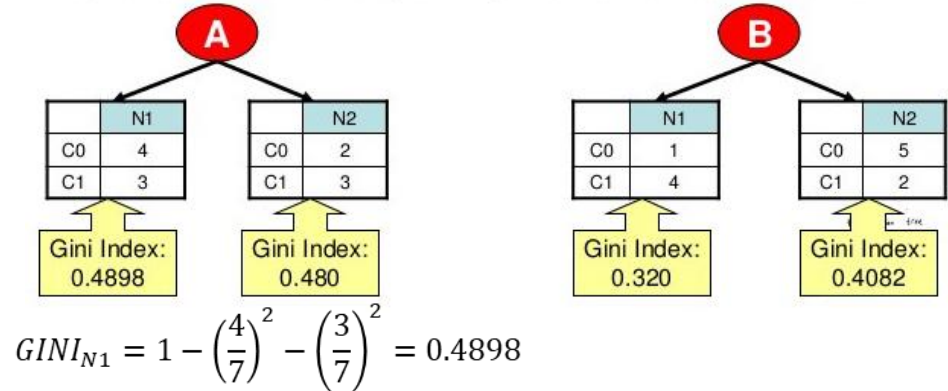 A B
N1 N2 N1 N2
C0 4 C0 2 C0 1 C0 5
C1 3 C1 3 C1 4 C1 2
Gini Index: Gini Index: Gini Index: Gini Index:
0.4898 0.480 0.320 0.4082
GINI_{N1} = 1 − (4/7)² − (3/7)² = 0.4898